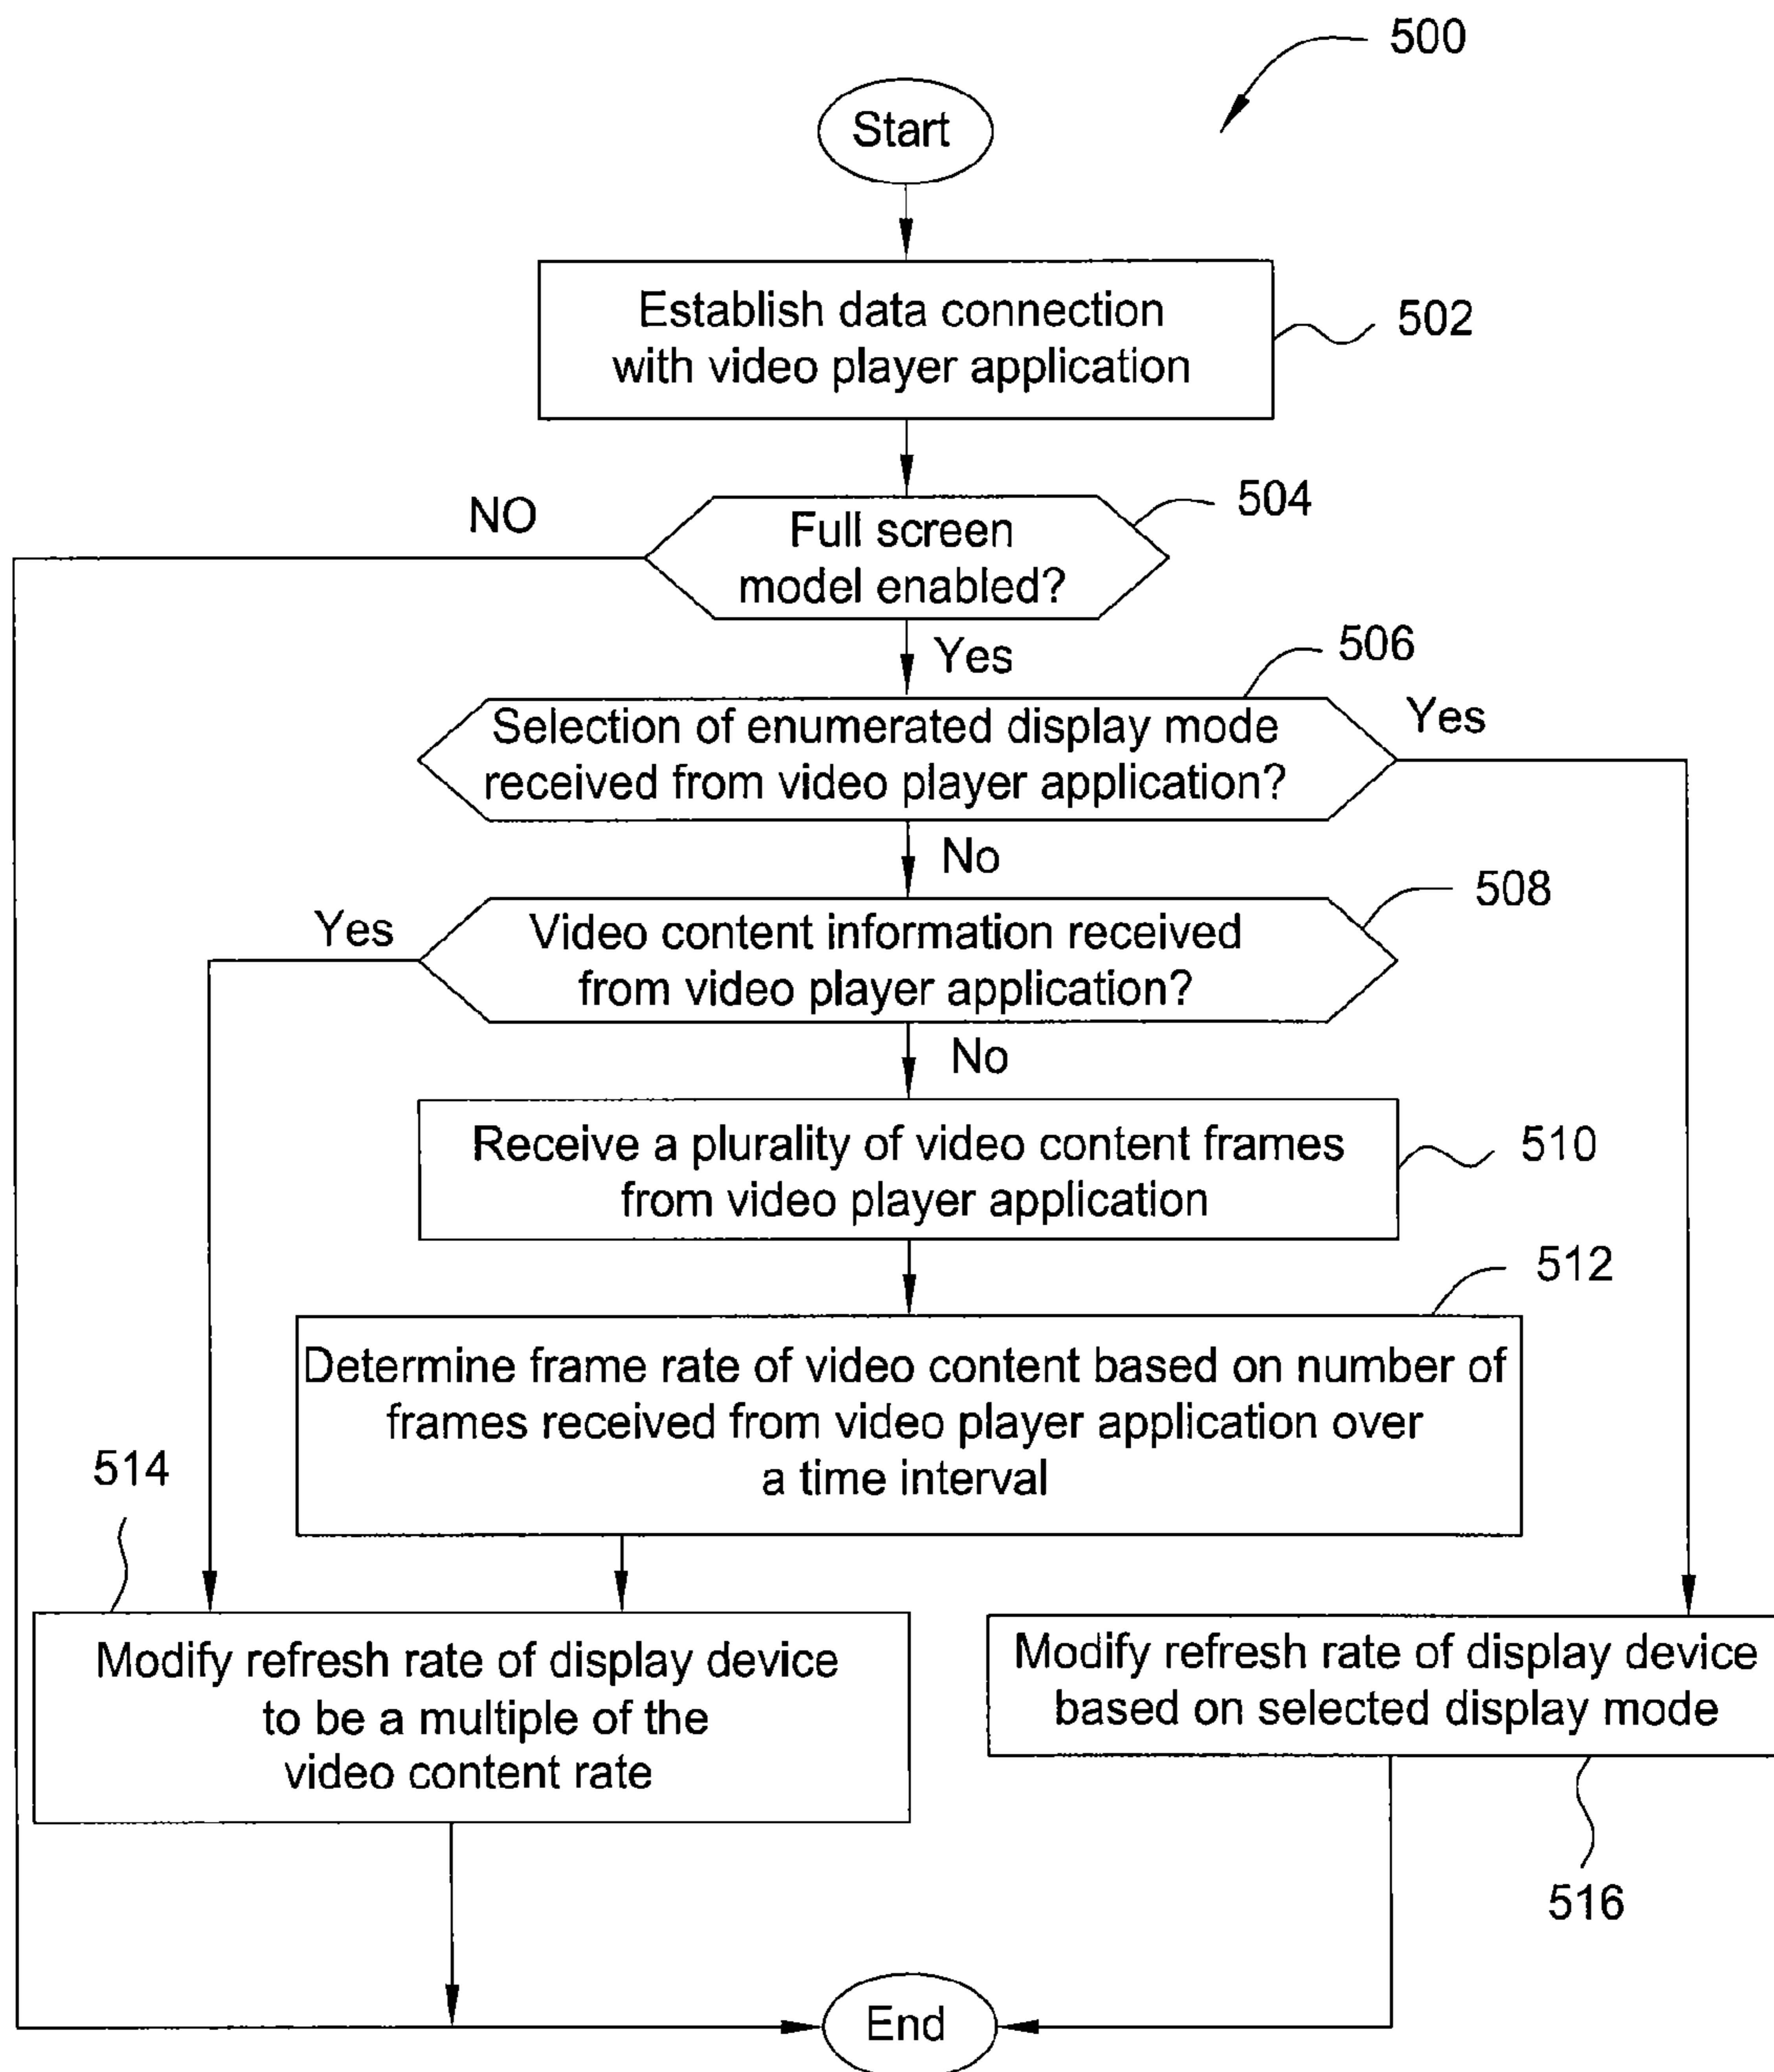 500
Start
Establish data connection
with video player application
502
504
NO
Full screen
model enabled?
Yes
506
Selection of enumerated display mode
received from video player application?
Yes
No
508
Yes
Video content information received
from video player application?
No
Receive a plurality of video content frames
from video player application
510
512
Determine frame rate of video content based on number of
frames received from video player application over
a time interval
514
Modify refresh rate of display device
to be a multiple of the
video content rate
Modify refresh rate of display device
based on selected display mode
516
End